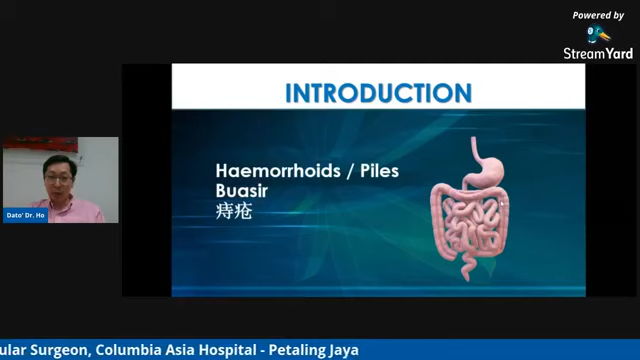 Powered by
StreamYard
INTRODUCTION
Haemorrhoids / Piles
Buasir
痔疮
Dato' Dr. Ho
ular Surgeon, Columbia Asia Hospital - Petaling Jaya